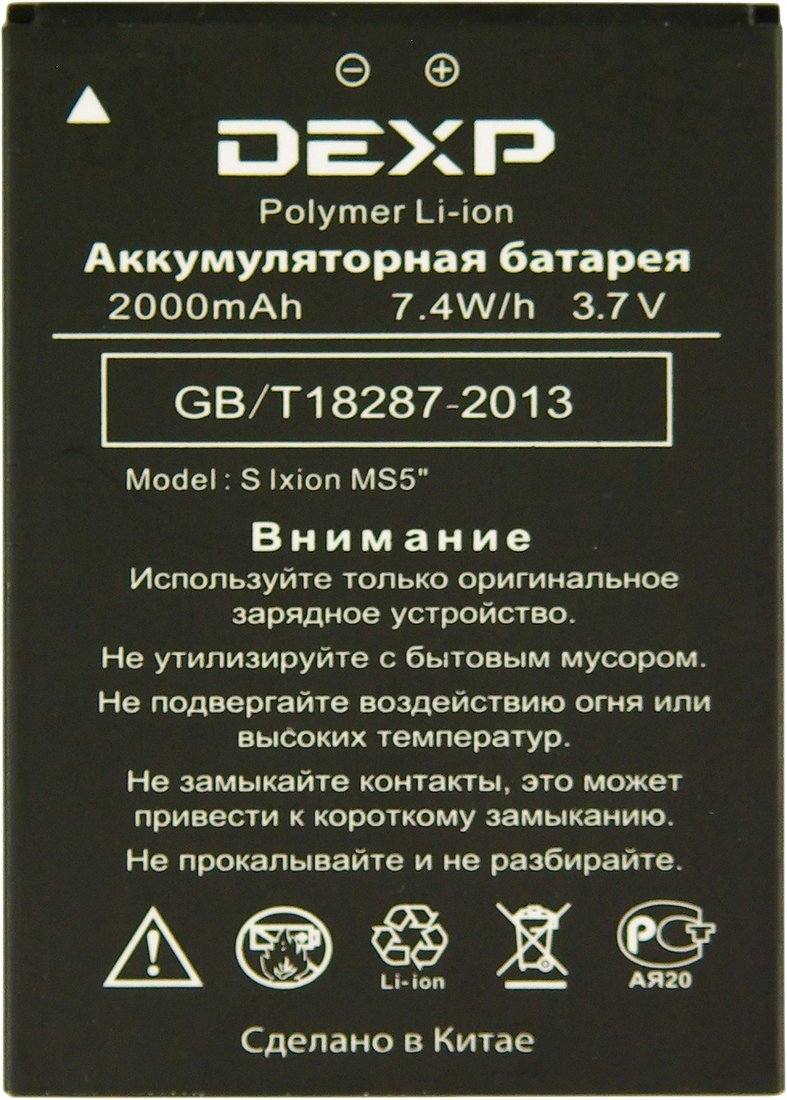 DEXP
Polymer Li-ion
Аккумуляторная батарея
2000mAh 7.4W/h 3.7V
GB/T18287-2013
Model : S Ixion MS5"
Внимание
Используйте только оригинальное
зарядное устройство.
Не утилизируйте с бытовым мусором.
Не подвергайте воздействию огня или
высоких температур.
Не замыкайте контакты, это может
привести к короткому замыканию.
Не прокалывайте и не разбирайте.
Li-ion
АЯ20
Сделано в Китае